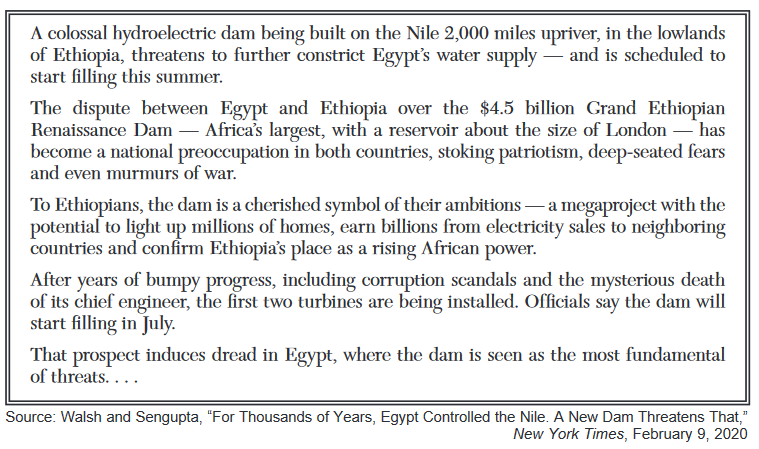 A colossal hydroelectric dam being built on the Nile 2,000 miles upriver, in the lowlands
of Ethiopia, threatens to further constrict Egypt’s water supply — and is scheduled to
start filling this summer.
The dispute between Egypt and Ethiopia over the $4.5 billion Grand Ethiopian
Renaissance Dam — Africa’s largest, with a reservoir about the size of London — has
become a national preoccupation in both countries, stoking patriotism, deep-seated fears
and even murmurs of war.
To Ethiopians, the dam is a cherished symbol of their ambitions — a megaproject with the
potential to light up millions of homes, earn billions from electricity sales to neighboring
countries and confirm Ethiopia’s place as a rising African power.
After years of bumpy progress, including corruption scandals and the mysterious death
of its chief engineer, the first two turbines are being installed. Officials say the dam will
start filling in July.
That prospect induces dread in Egypt, where the dam is seen as the most fundamental
of threats. . . .
Source: Walsh and Sengupta, “For Thousands of Years, Egypt Controlled the Nile. A New Dam Threatens That,”
New York Times, February 9, 2020